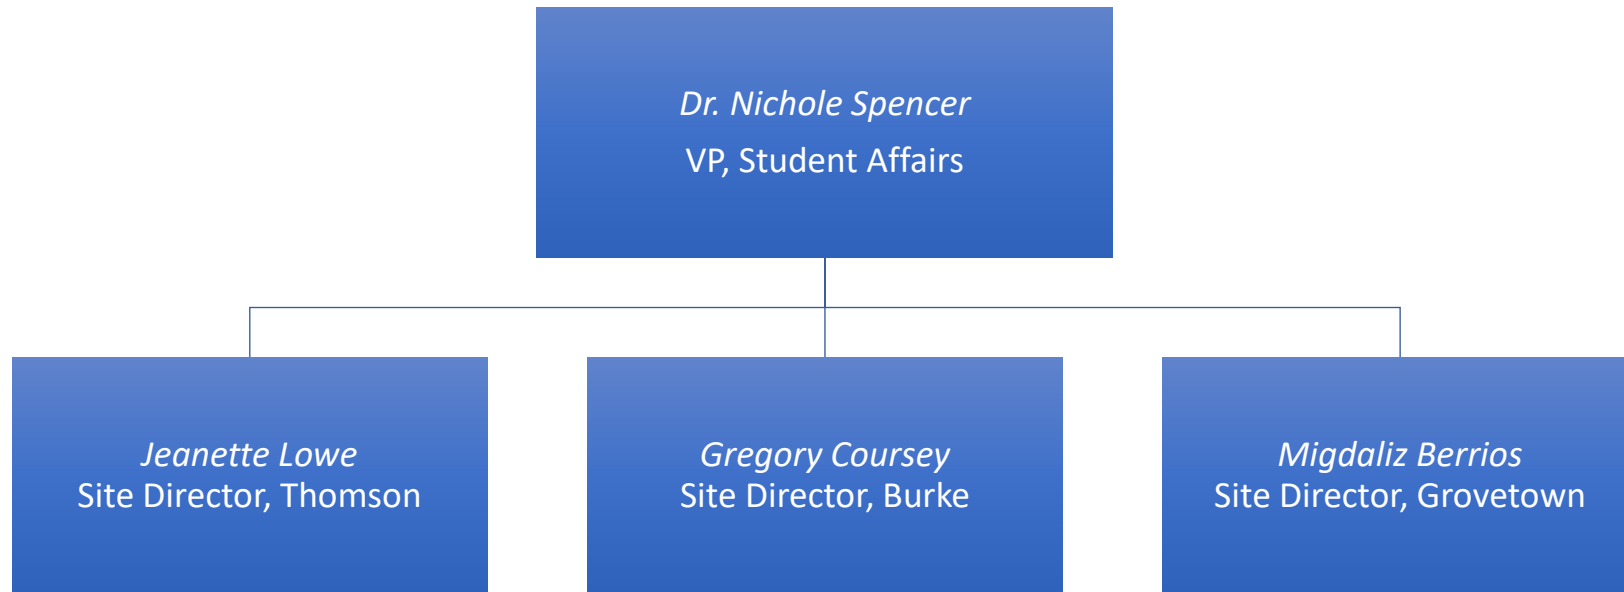 Dr. Nichole Spencer
VP, Student Affairs
Jeanette Lowe
Site Director, Thomson
Gregory Coursey
Site Director, Burke
Migdaliz Berrios
Site Director, Grovetown